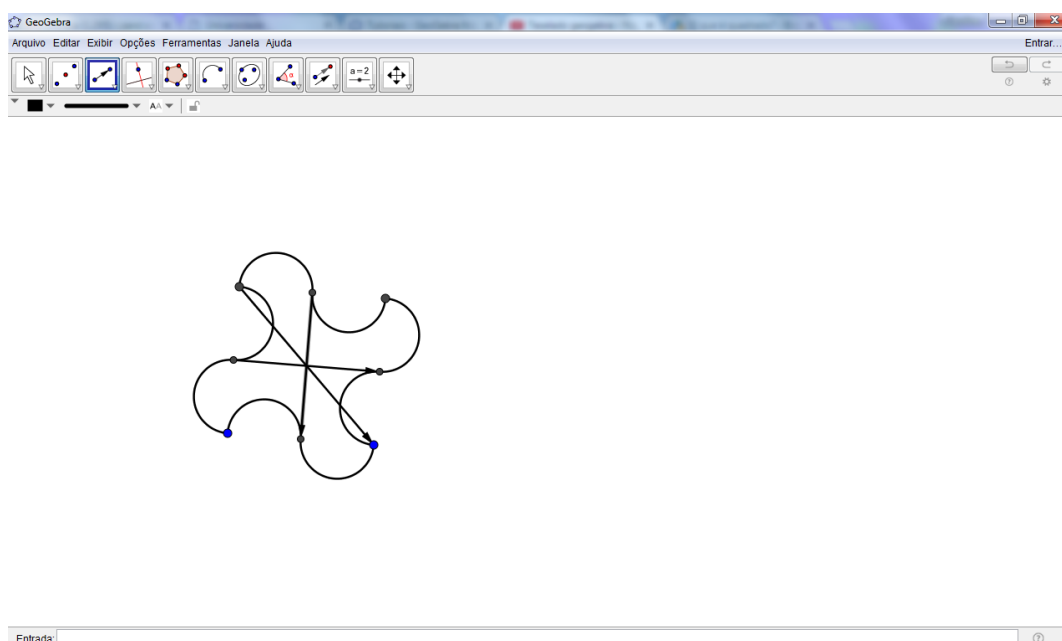 GeoGebra
Arquivo Editar Exibir Opções Ferramentas Janela Ajuda
Entrar...
a=2
AA
Entrada: